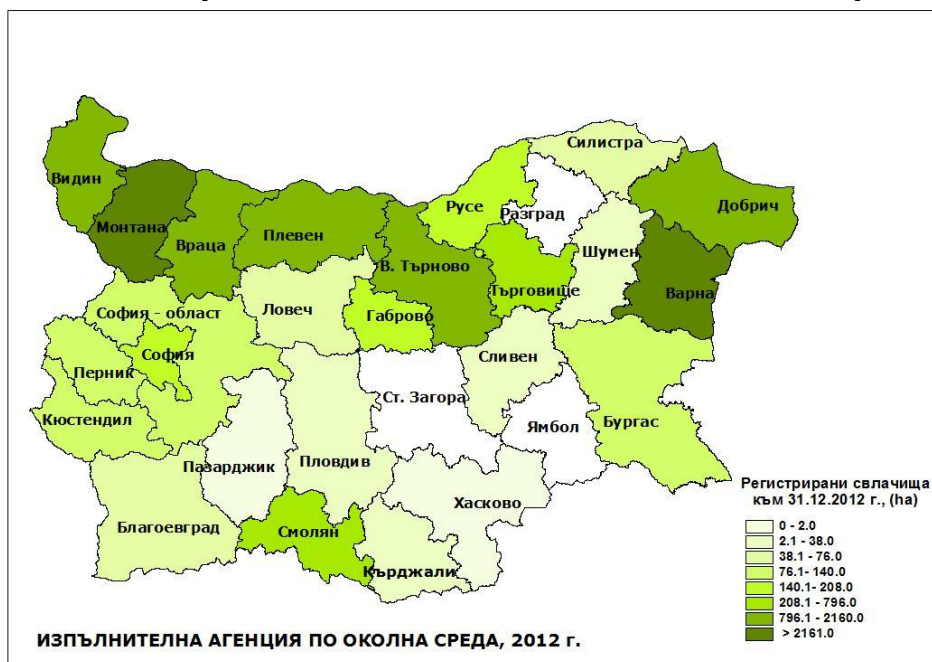 Силистра
Видин
Добрич
Русе
Разград
Монтана
Враца
Плевен
Шумен
В. Търново
Търговище
Варна
София - област
Ловеч
Габрово
София
Сливен
Перник
Ст. Загора
Кюстендил
Ямбол
Бургас
Пазарджик
Пловдив
Хасково
Благоевград
Смолян
Кърджали
Регистрирани свлачища
към 31.12.2012 г., (ha)
0 - 2.0
2.1 - 38.0
38.1 - 76.0
76.1- 140.0
140.1- 208.0
208.1 - 796.0
796.1 - 2160.0
> 2161.0
ИЗПЪЛНИТЕЛНА АГЕНЦИЯ ПО ОКОЛНА СРЕДА, 2012 г.